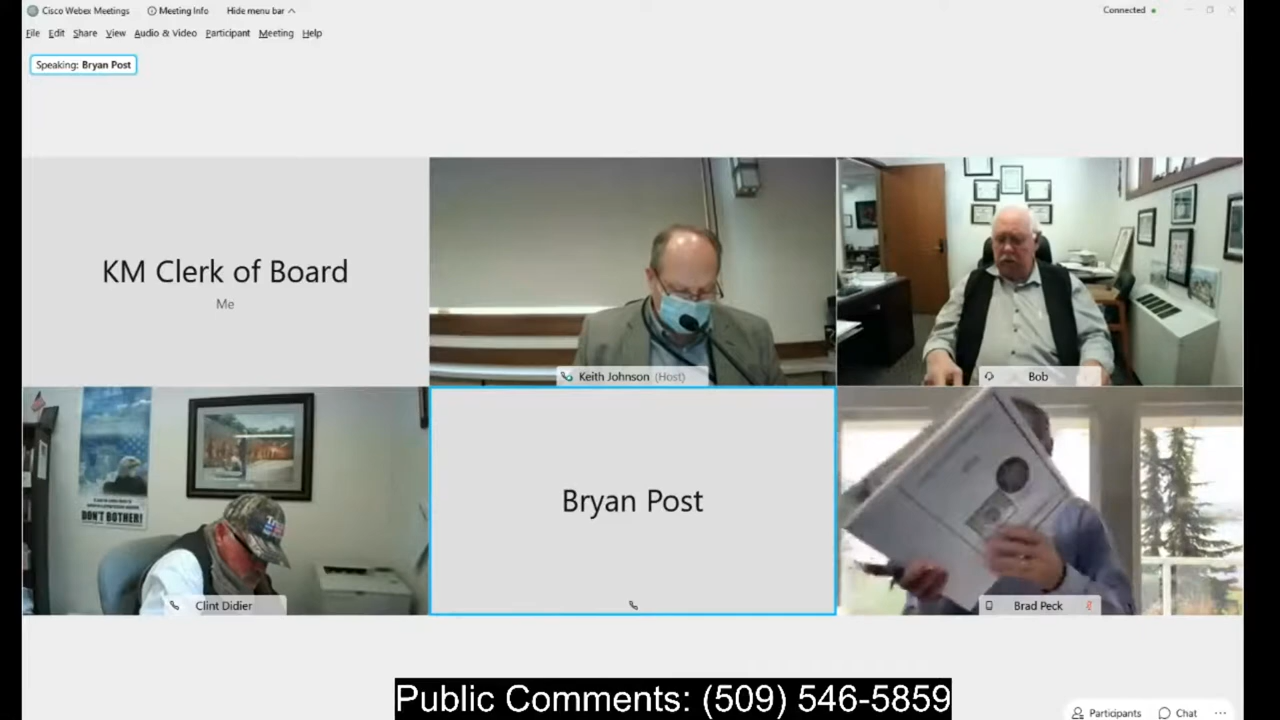 Cisco Webex Meetings Meeting Info Hide menu bar Connected
File Edit Share View Audio & Video Participant Meeting Help
Speaking: Bryan Post
KM Clerk of Board
Me
Keith Johnson (Host)
Bob
DON'T BOTHER!
Clint Didier
Bryan Post
Brad Peck
Public Comments: (509) 546-5859
Participants Chat